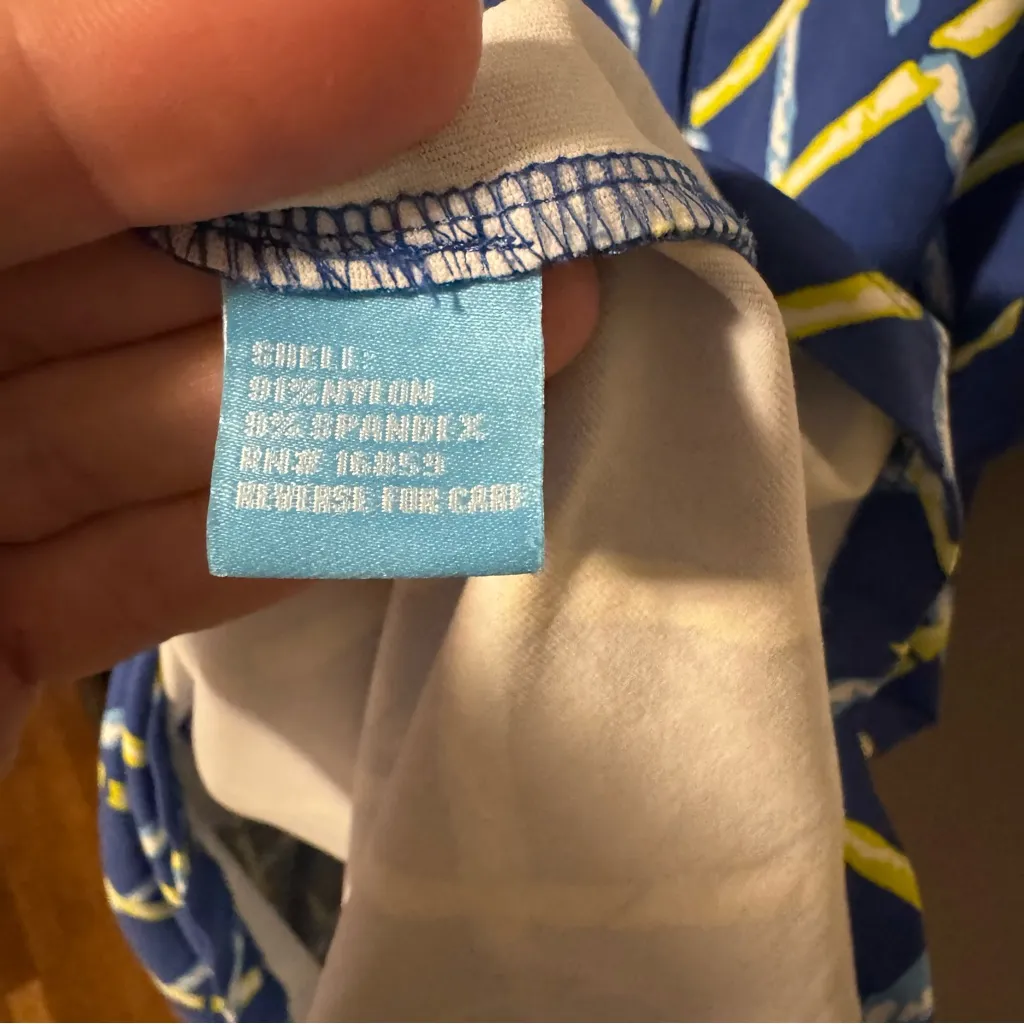 SHELL:
91% NYLON
9% SPANDEX
RN# 16859
REVERSE FOR CARE